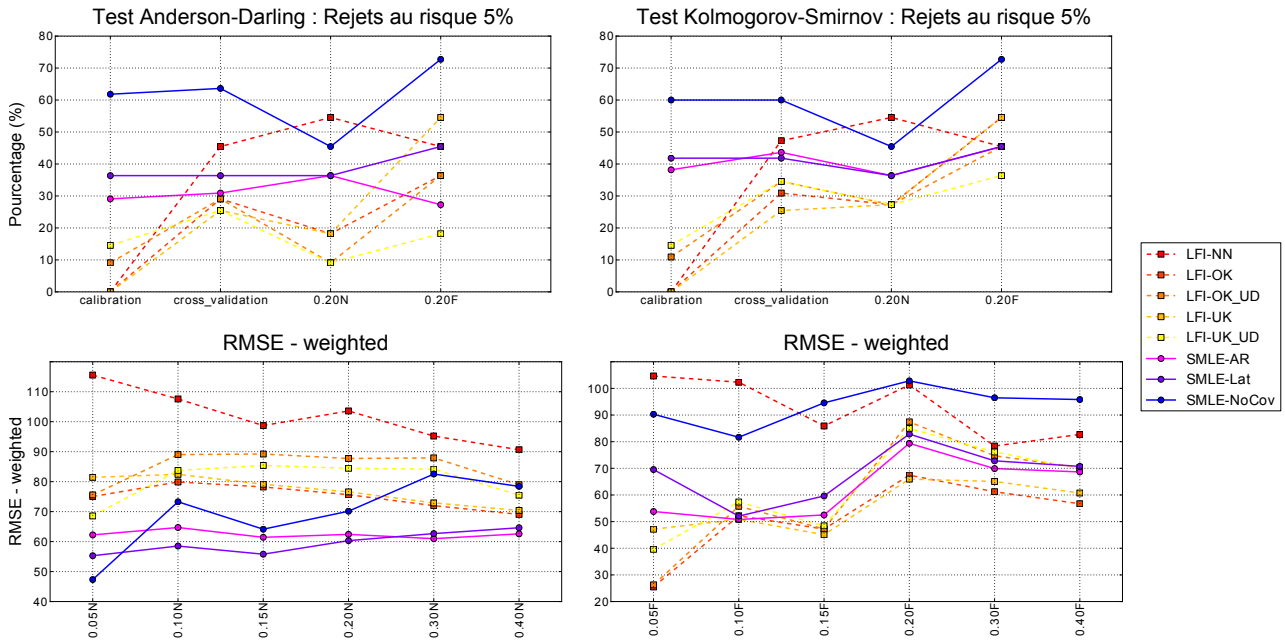 Test Anderson-Darling : Rejets au risque 5%
Pourcentage (%)
80
70
60
50
40
30
20
10
0
calibration
cross_validation
0.20N
0.20F
Test Kolmogorov-Smirnov : Rejets au risque 5%
80
70
60
50
40
30
20
10
0
calibration
cross_validation
0.20N
0.20F
LFI-NN
LFI-OK
LFI-OK_UD
LFI-UK
LFI-UK_UD
SMLE-AR
SMLE-Lat
SMLE-NoCov
RMSE - weighted
RMSE - weighted
110
100
90
80
70
60
50
40
0.05N
0.10N
0.15N
0.20N
0.30N
0.40N
RMSE - weighted
100
90
80
70
60
50
40
30
20
0.05F
0.10F
0.15F
0.20F
0.30F
0.40F